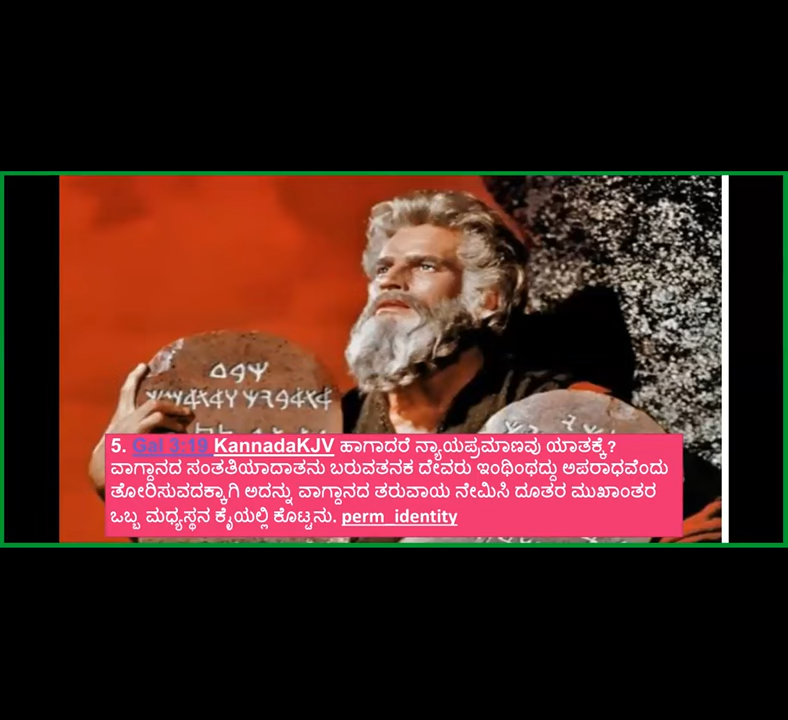 5. Gal 3:19 KannadaKJV ಹಾಗಾದರೆ ನ್ಯಾಯಪ್ರಮಾಣವು ಯಾತಕ್ಕೆ?
ವಾಗ್ದಾನದ ಸಂತತಿಯಾದಾತನು ಬರುವತನಕ ದೇವರು ಇಂಥಿಂಥದ್ದು ಅಪರಾಧವೆಂದು
ತೋರಿಸುವದಕ್ಕಾಗಿ ಅದನ್ನು ವಾಗ್ದಾನದ ತರುವಾಯ ನೇಮಿಸಿ ದೂತರ ಮುಖಾಂತರ
ಒಬ್ಬ ಮಧ್ಯಸ್ಥನ ಕೈಯಲ್ಲಿ ಕೊಟ್ಟನು. perm_identity